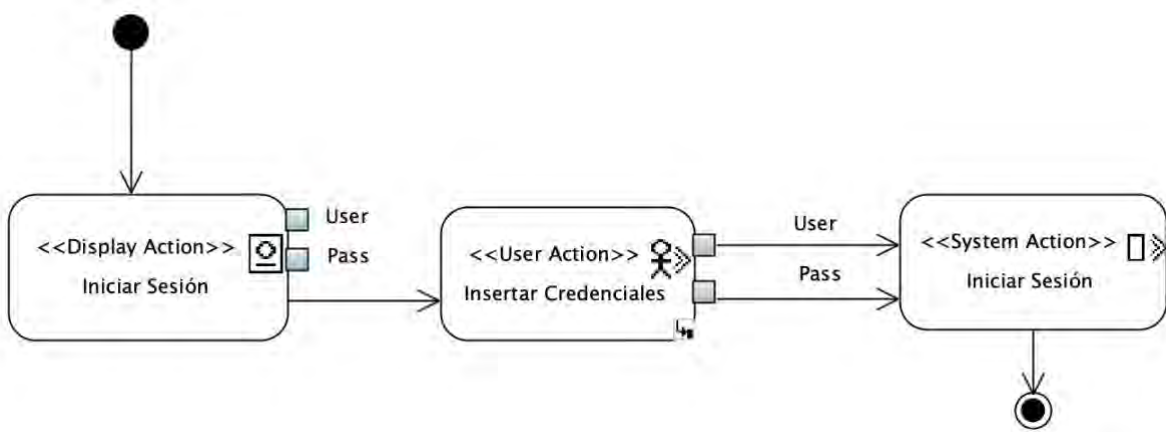 <<Display Action>>
Iniciar Sesión
User
Pass
<<User Action>>
Insertar Credenciales
User
Pass
<<System Action>>
Iniciar Sesión